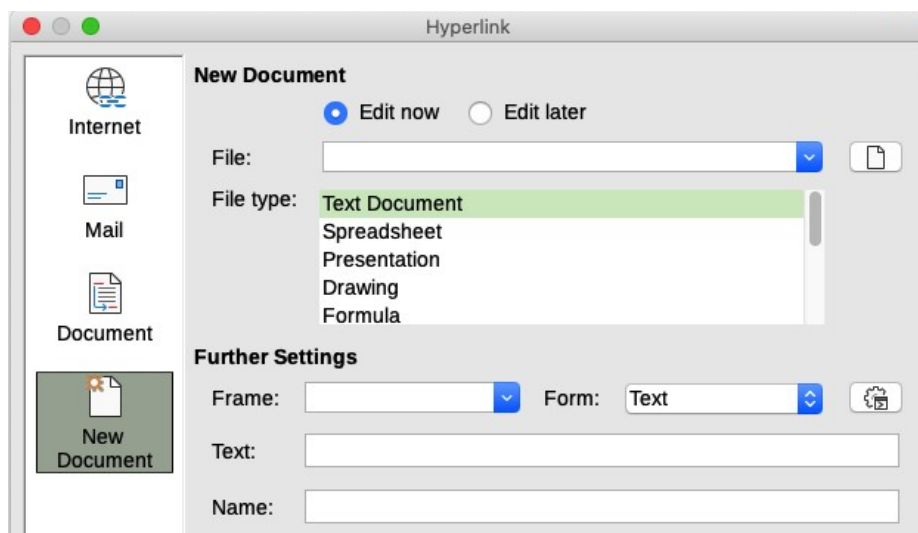 Hyperlink
Internet
Mail
Document
New
Document
New Document
Edit now Edit later
File:
File type: Text Document
Spreadsheet
Presentation
Drawing
Formula
Further Settings
Frame: Form: Text
Text:
Name: